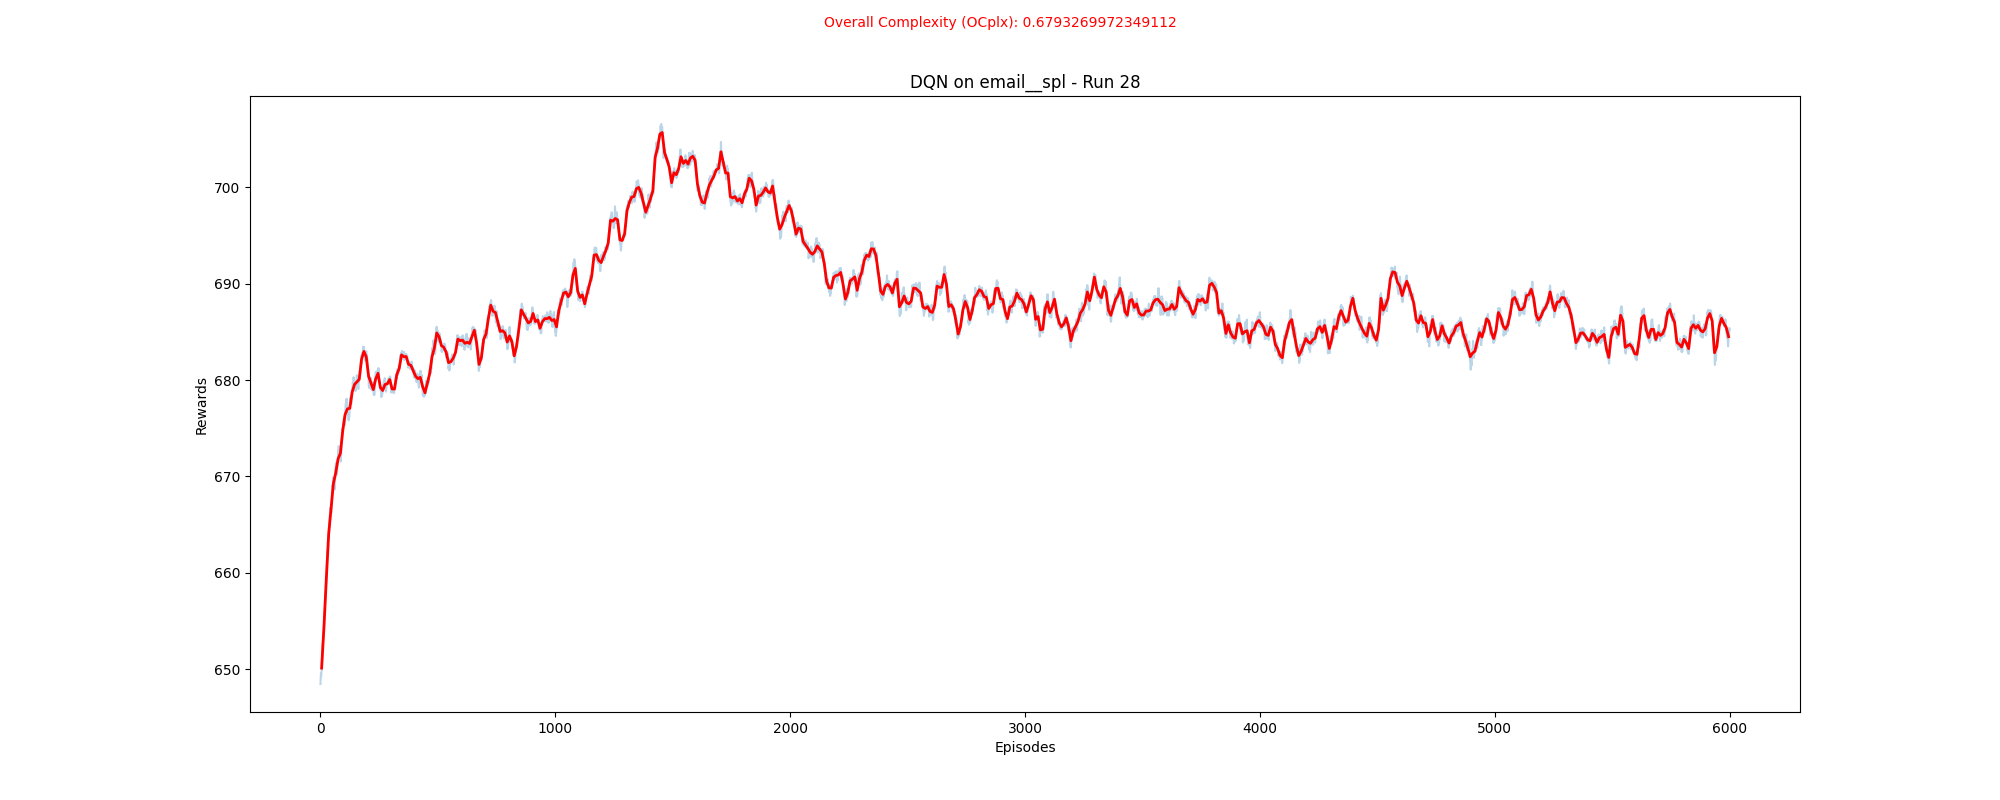 Overall Complexity (OCplx): 0.6793269972349112
DQN on email__spl - Run 28
700
690
680
670
660
650
Rewards
0 1000 2000 3000 4000 5000 6000
Episodes